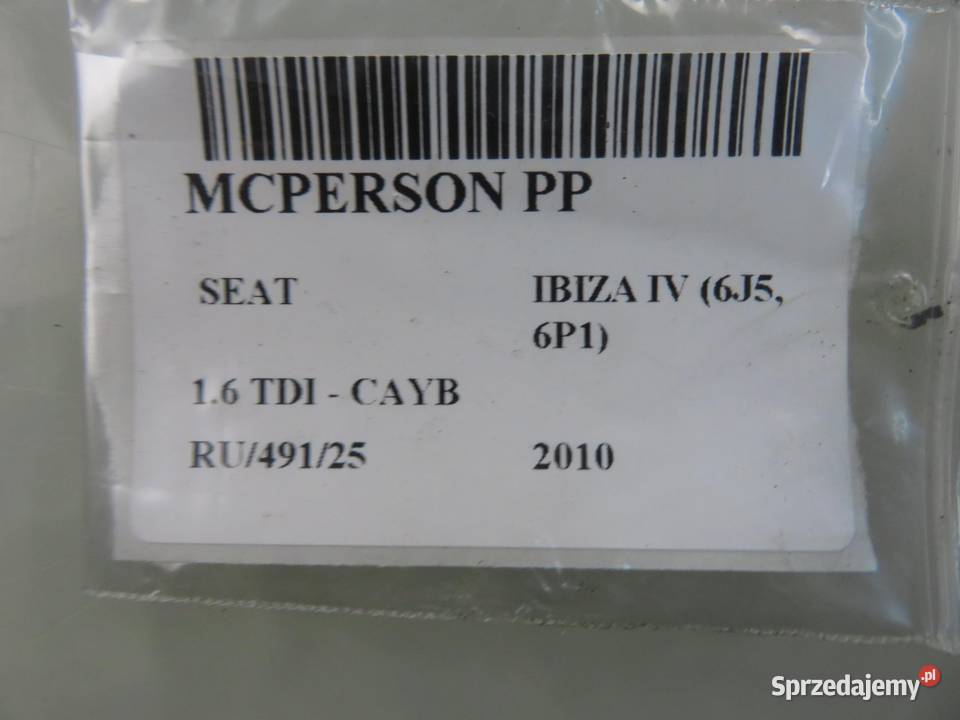 MCPERSON PP
SEAT IBIZA IV (6J5,
6P1)
1.6 TDI - CAYB
RU/491/25 2010
Sprzedajemy.pl